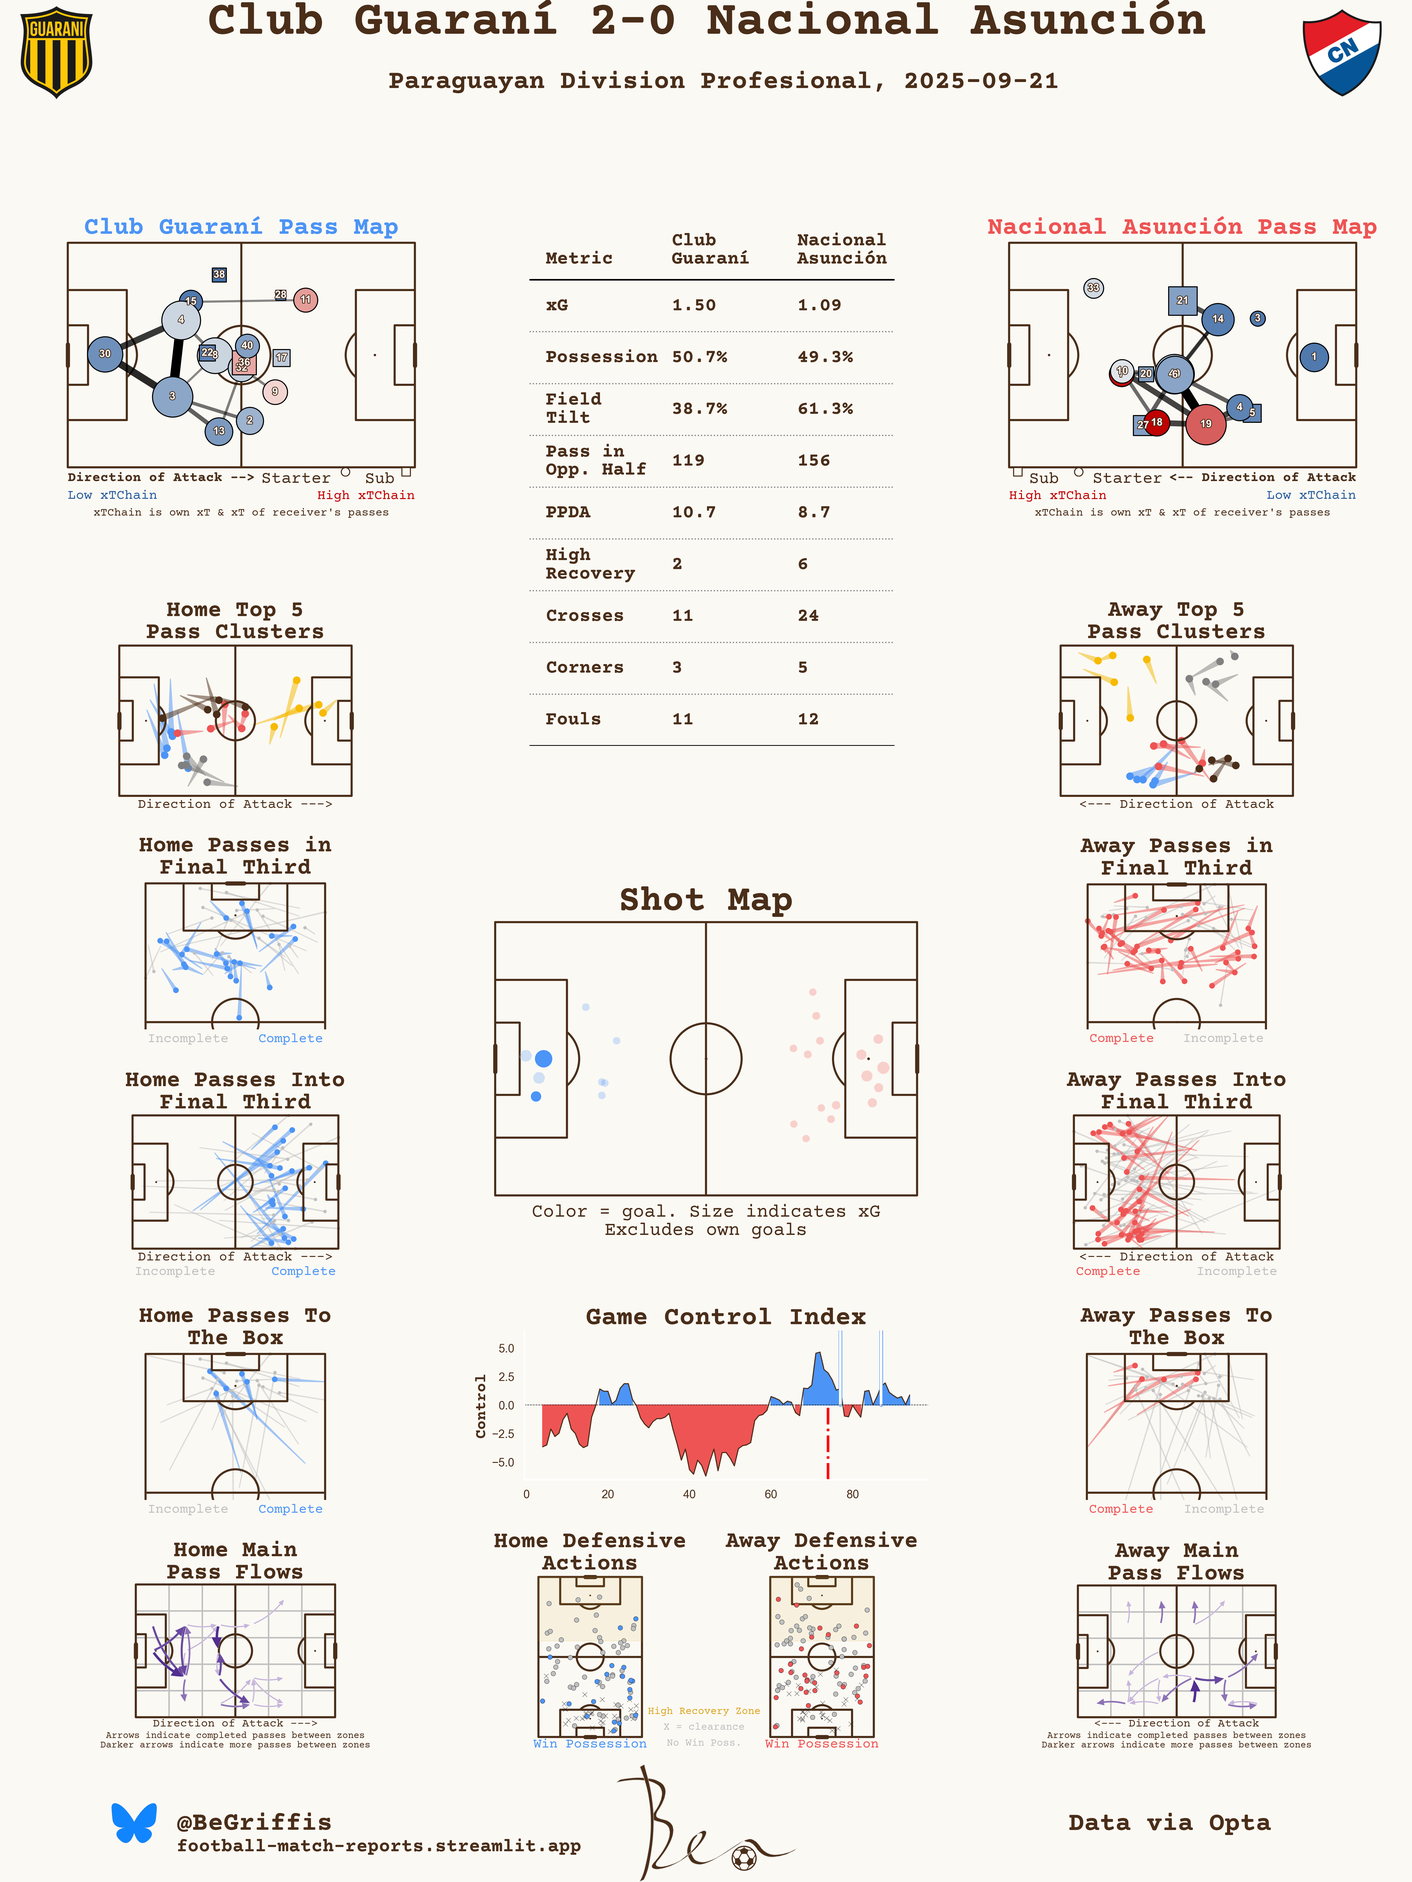 Club Guaraní 2-0 Nacional Asunción
Paraguayan Division Profesional, 2025-09-21
GUARANI
CN
Club Guaraní Pass Map
38
28
11
15
4
30
22
8
40
36
32
17
9
3
2
13
Direction of Attack --> Starter Sub
Low xTChain High xTChain
xTChain is own xT & xT of receiver's passes
Metric Club Guaraní Nacional Asunción
xG 1.50 1.09
Possession 50.7% 49.3%
Field Tilt 38.7% 61.3%
Pass in Opp. Half 119 156
PPDA 10.7 8.7
High Recovery 2 6
Crosses 11 24
Corners 3 5
Fouls 11 12
Nacional Asunción Pass Map
33
21
14
3
1
10
20
4
5
27
18
19
Sub Starter <-- Direction of Attack
High xTChain Low xTChain
xTChain is own xT & xT of receiver's passes
Home Top 5
Pass Clusters
Direction of Attack --->
Away Top 5
Pass Clusters
<--- Direction of Attack
Home Passes in
Final Third
Incomplete Complete
Away Passes in
Final Third
Complete Incomplete
Shot Map
Color = goal. Size indicates xG
Excludes own goals
Home Passes Into
Final Third
Direction of Attack --->
Incomplete Complete
Away Passes Into
Final Third
<--- Direction of Attack
Complete Incomplete
Home Passes To
The Box
Incomplete Complete
Game Control Index
Control
5.0
2.5
0.0
−2.5
−5.0
0 20 40 60 80
Away Passes To
The Box
Complete Incomplete
Home Main
Pass Flows
Direction of Attack --->
Arrows indicate completed passes between zones
Darker arrows indicate more passes between zones
Home Defensive
Actions
Win Possession
Away Defensive
Actions
Win Possession
High Recovery Zone
X = clearance
No Win Poss.
Away Main
Pass Flows
<--- Direction of Attack
Arrows indicate completed passes between zones
Darker arrows indicate more passes between zones
@BeGriffis
football-match-reports.streamlit.app
Ben
Data via Opta